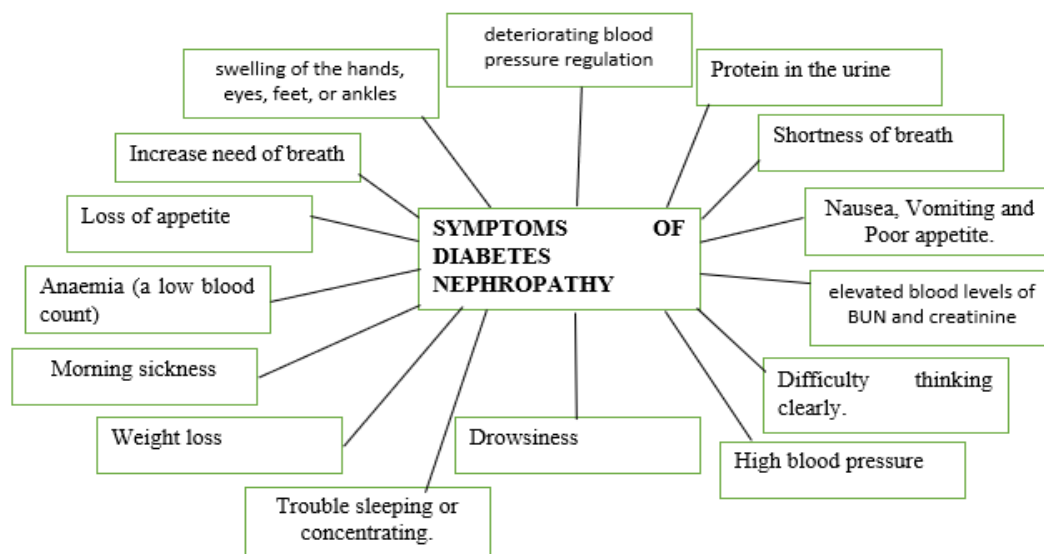 deteriorating blood
pressure regulation
swelling of the hands,
eyes, feet, or ankles
Protein in the urine
Increase need of breath
Shortness of breath
Loss of appetite
SYMPTOMS OF
DIABETES
NEPHROPATHY
Nausea, Vomiting and
Poor appetite.
Anaemia (a low blood
count)
elevated blood levels of
BUN and creatinine
Morning sickness
Difficulty thinking
clearly.
Weight loss
Drowsiness
High blood pressure
Trouble sleeping or
concentrating.